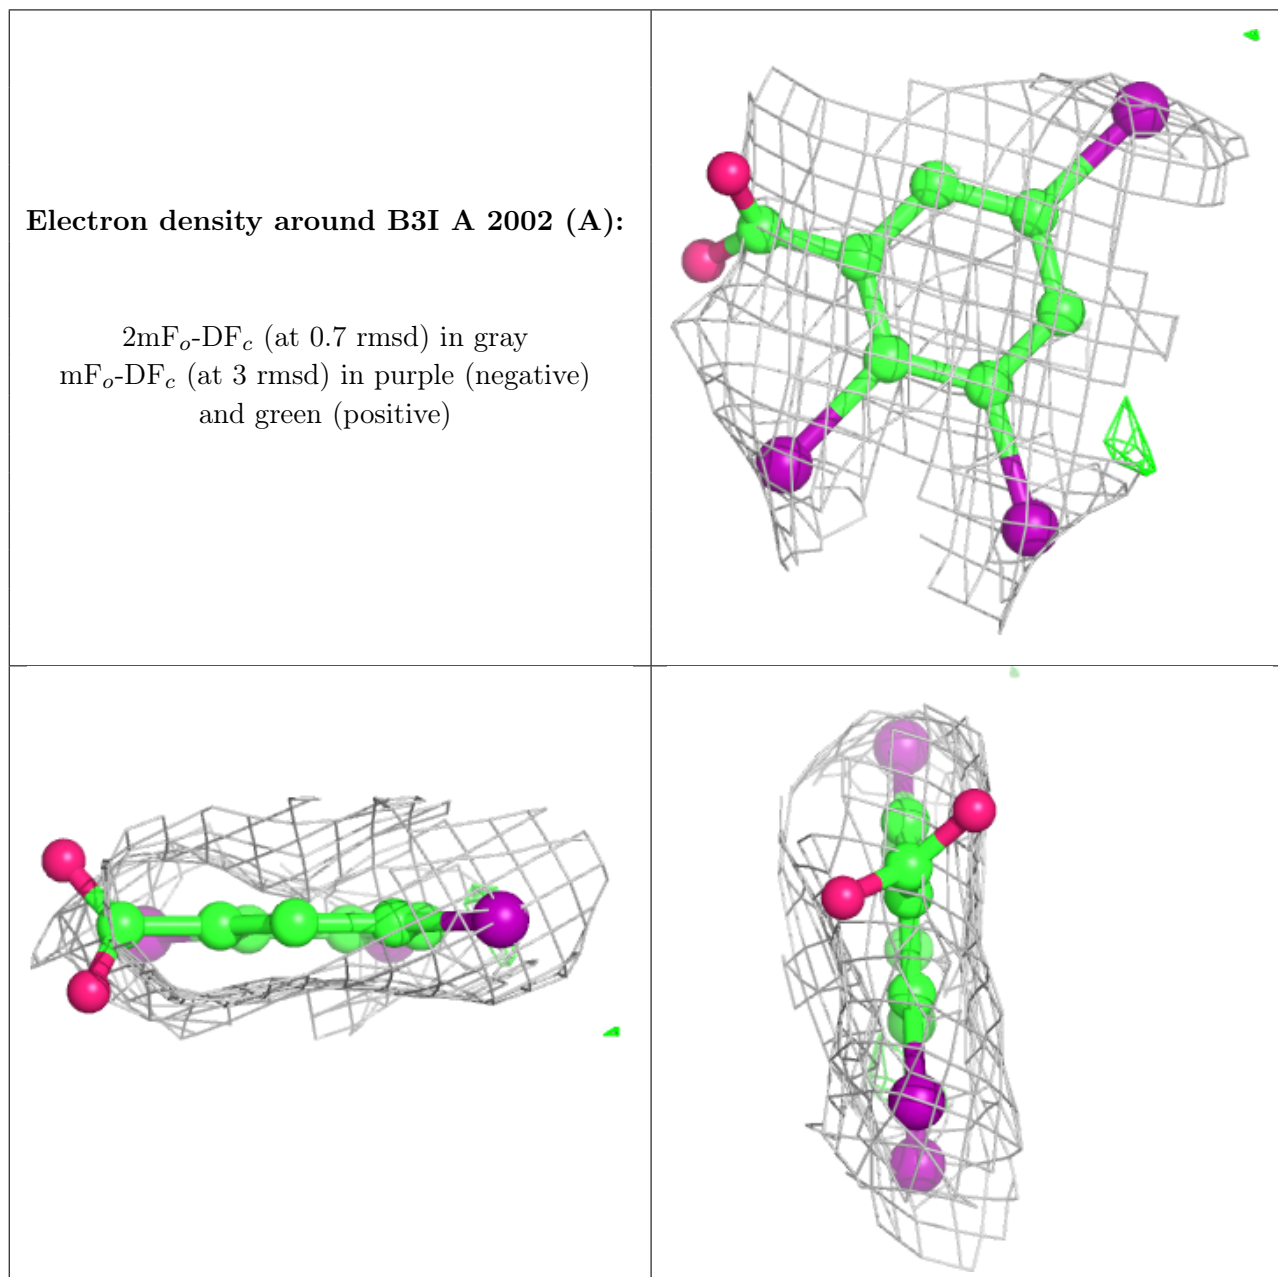 Electron density around B3I A 2002 (A):
2mFo-DFc (at 0.7 rmsd) in gray
mFo-DFc (at 3 rmsd) in purple (negative)
and green (positive)